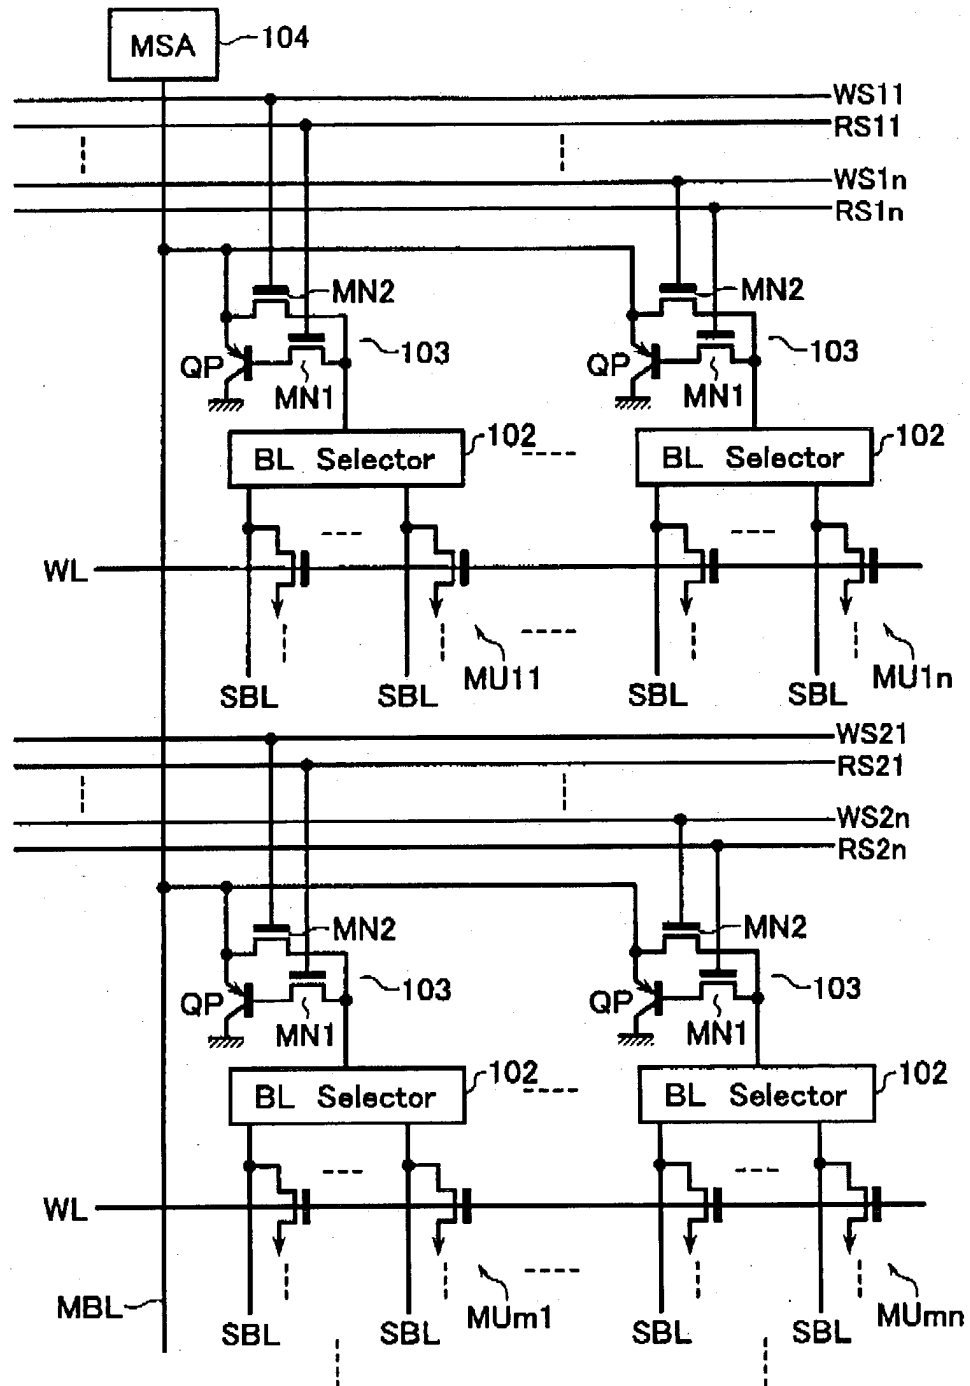 MSA 104
WS11
RS11
WS1n
RS1n
MN2 MN2
103 103
QP MN1 QP MN1
102 102
BL Selector BL Selector
WL
MU11 MU1n
SBL SBL SBL SBL
WS21
RS21
WS2n
RS2n
MN2 MN2
103 103
QP MN1 QP MN1
102 102
BL Selector BL Selector
WL
MBL MUm1 MUmn
SBL SBL SBL SBL